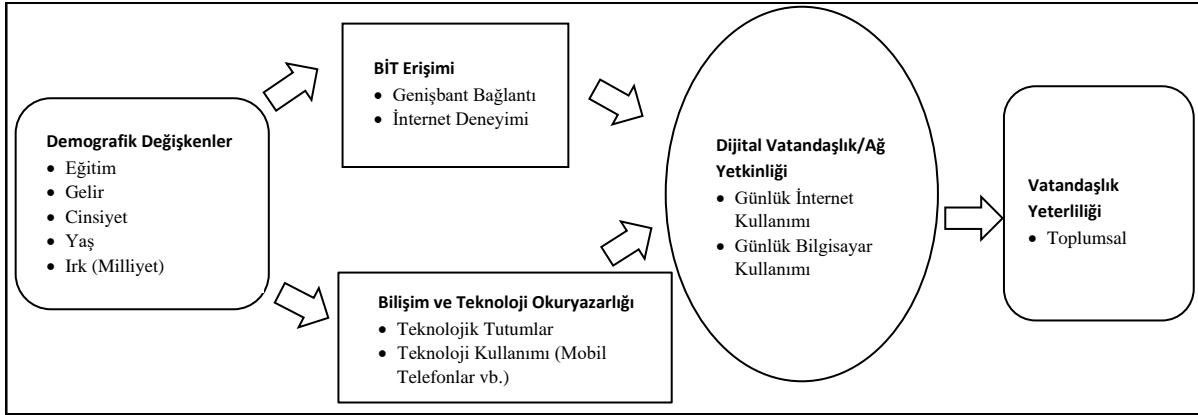 Demografik Değişkenler
• Eğitim
• Gelir
• Cinsiyet
• Yaş
• Irk (Milliyet)
BİT Erişimi
• Genişbant Bağlantı
• İnternet Deneyimi
Bilişim ve Teknoloji Okuryazarlığı
• Teknolojik Tutumlar
• Teknoloji Kullanımı (Mobil
Telefonlar vb.)
Dijital Vatandaşlık/Ağ
Yetkinliği
• Günlük İnternet
Kullanımı
• Günlük Bilgisayar
Kullanımı
Vatandaşlık
Yeterliliği
• Toplumsal